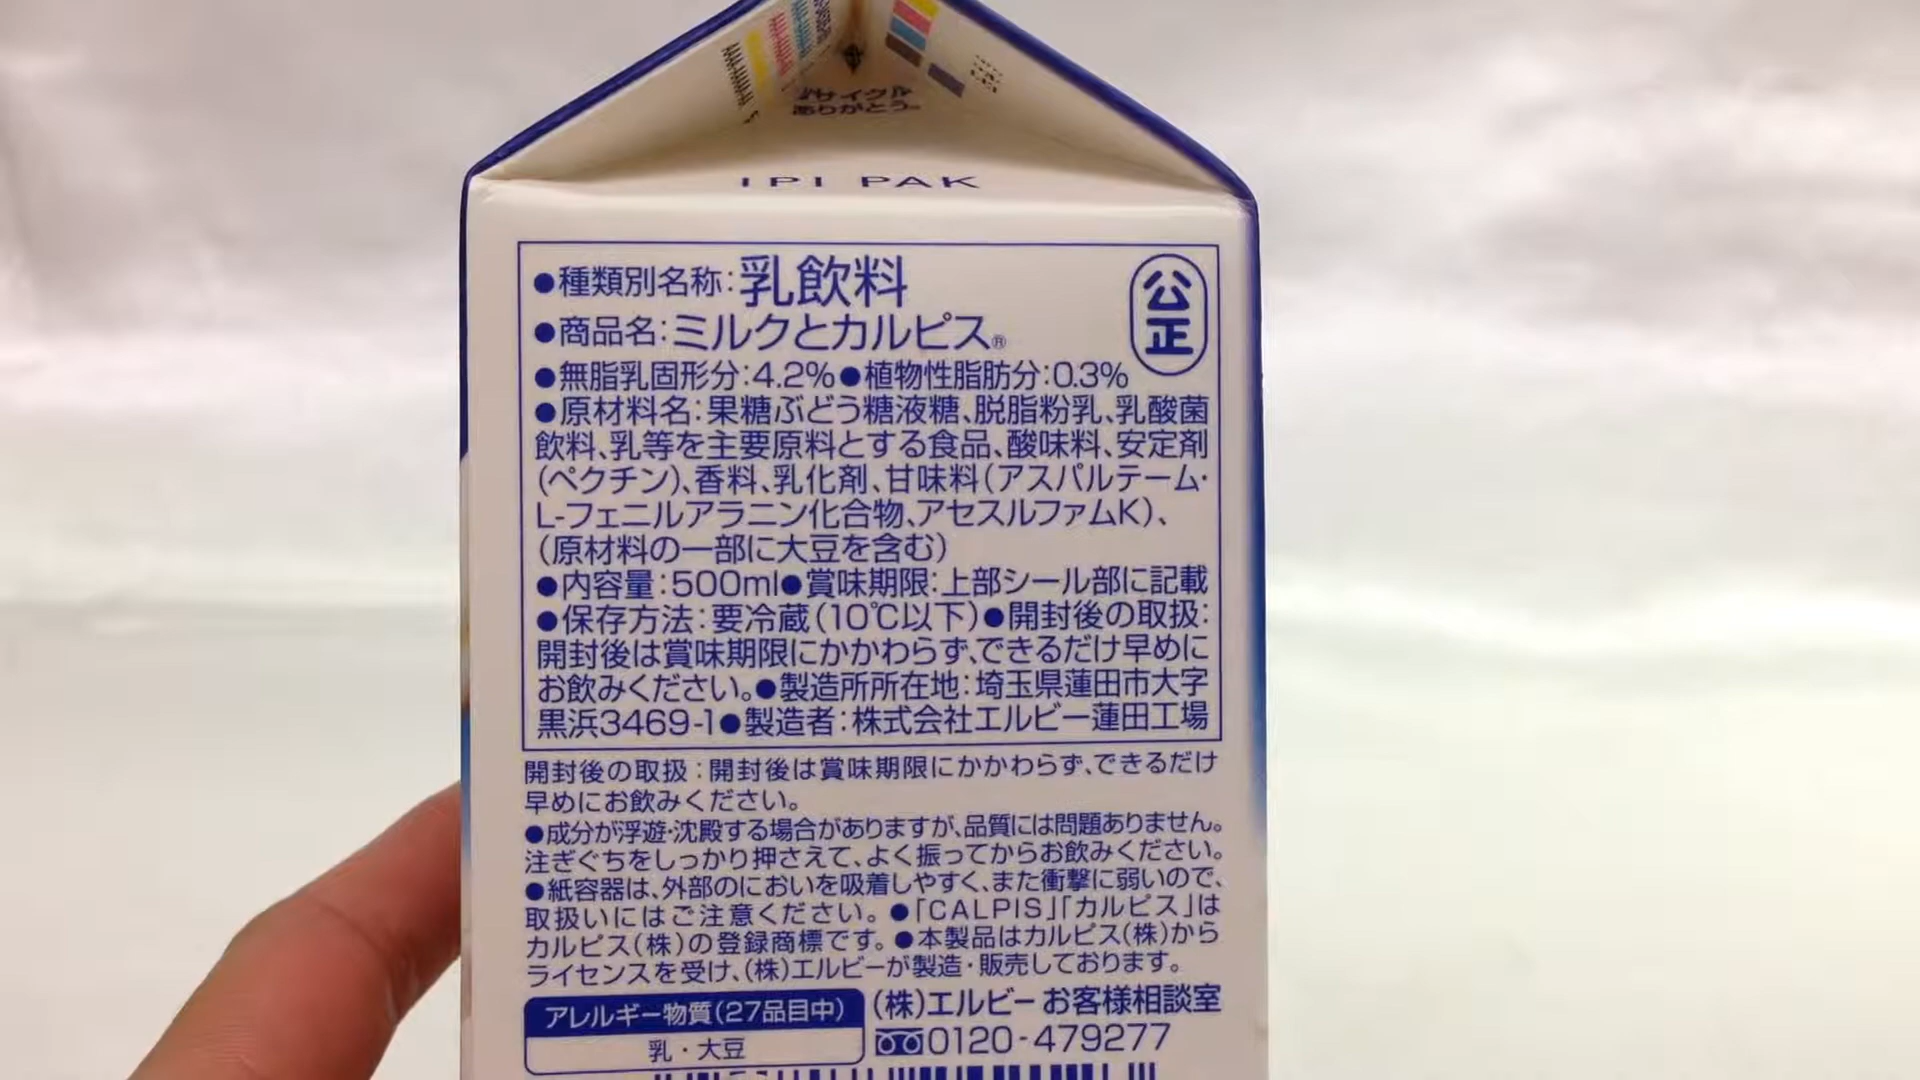 リサイクル
ありがとう。
IPI PAK
●種類別名称:乳飲料
公正
●商品名:ミルクとカルピス®
●無脂乳固形分:4.2%●植物性脂肪分:0.3%
●原材料名:果糖ぶどう糖液糖、脱脂粉乳、乳酸菌
飲料、乳等を主要原料とする食品、酸味料、安定剤
(ペクチン)、香料、乳化剤、甘味料(アスパルテーム・
L-フェニルアラニン化合物、アセスルファムK)、
(原材料の一部に大豆を含む)
●内容量:500ml●賞味期限:上部シール部に記載
●保存方法:要冷蔵(10℃以下)●開封後の取扱:
開封後は賞味期限にかかわらず、できるだけ早めに
お飲みください。●製造所所在地:埼玉県蓮田市大字
黒浜3469-1●製造者:株式会社エルビー蓮田工場
開封後の取扱:開封後は賞味期限にかかわらず、できるだけ
早めにお飲みください。
●成分が浮遊・沈殿する場合がありますが、品質には問題ありません。
注ぎぐちをしっかり押さえて、よく振ってからお飲みください。
●紙容器は、外部のにおいを吸着しやすく、また衝撃に弱いので、
取扱いにはご注意ください。●「CALPIS」「カルピス」は
カルピス(株)の登録商標です。●本製品はカルピス(株)から
ライセンスを受け、(株)エルビーが製造・販売しております。
アレルギー物質(27品目中)
乳・大豆
(株)エルビーお客様相談室
0120-479277